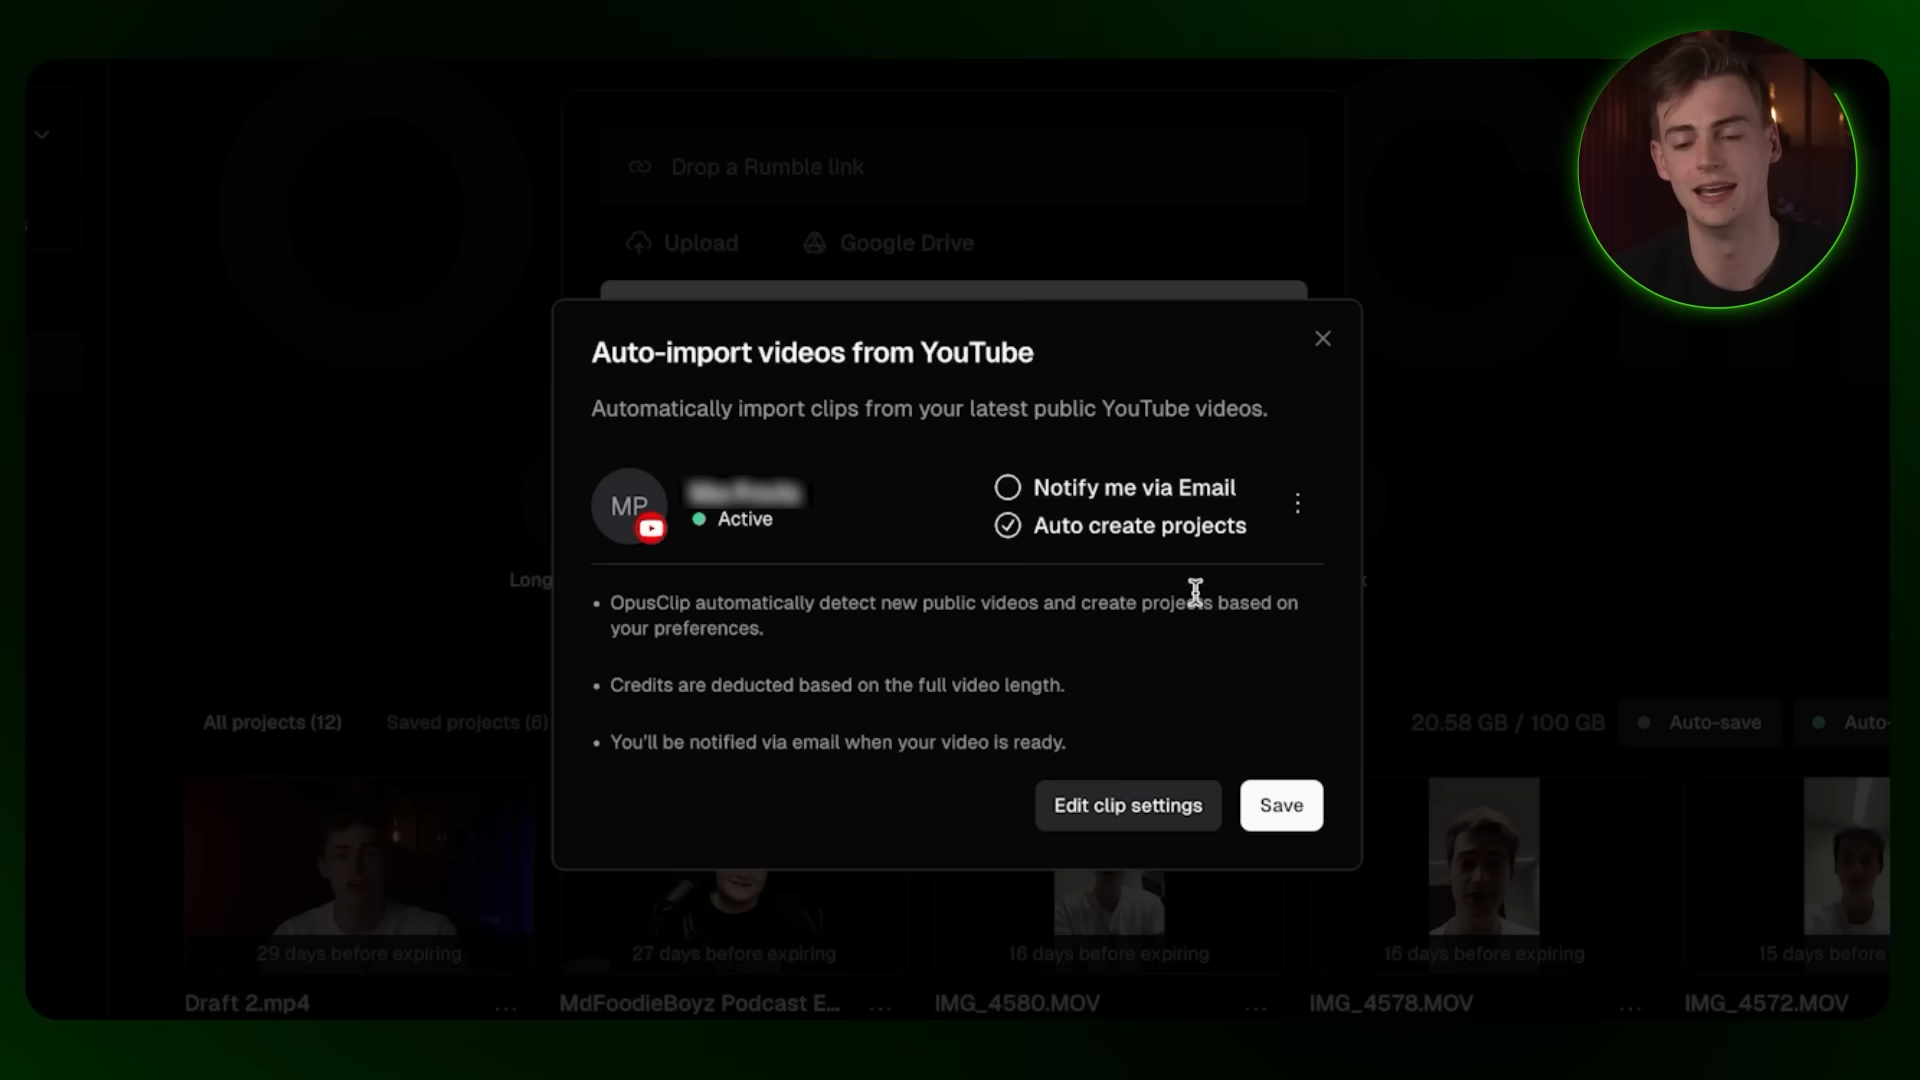 Drop a Rumble link
Upload
Google Drive
Auto-import videos from YouTube
Automatically import clips from your latest public YouTube videos.
MP
Active
Notify me via Email
Auto create projects
Long
OpusClip automatically detect new public videos and create projects based on
your preferences.
Credits are deducted based on the full video length.
You'll be notified via email when your video is ready.
Edit clip settings
Save
All projects (12)
Saved projects (6)
20.58 GB / 100 GB
Auto-save
Auto-
29 days before expiring
27 days before expiring
16 days before expiring
16 days before expiring
15 days before
Draft 2.mp4
...
MdFoodieBoyz Podcast E...
...
IMG_4580.MOV
...
IMG_4578.MOV
...
IMG_4572.MOV